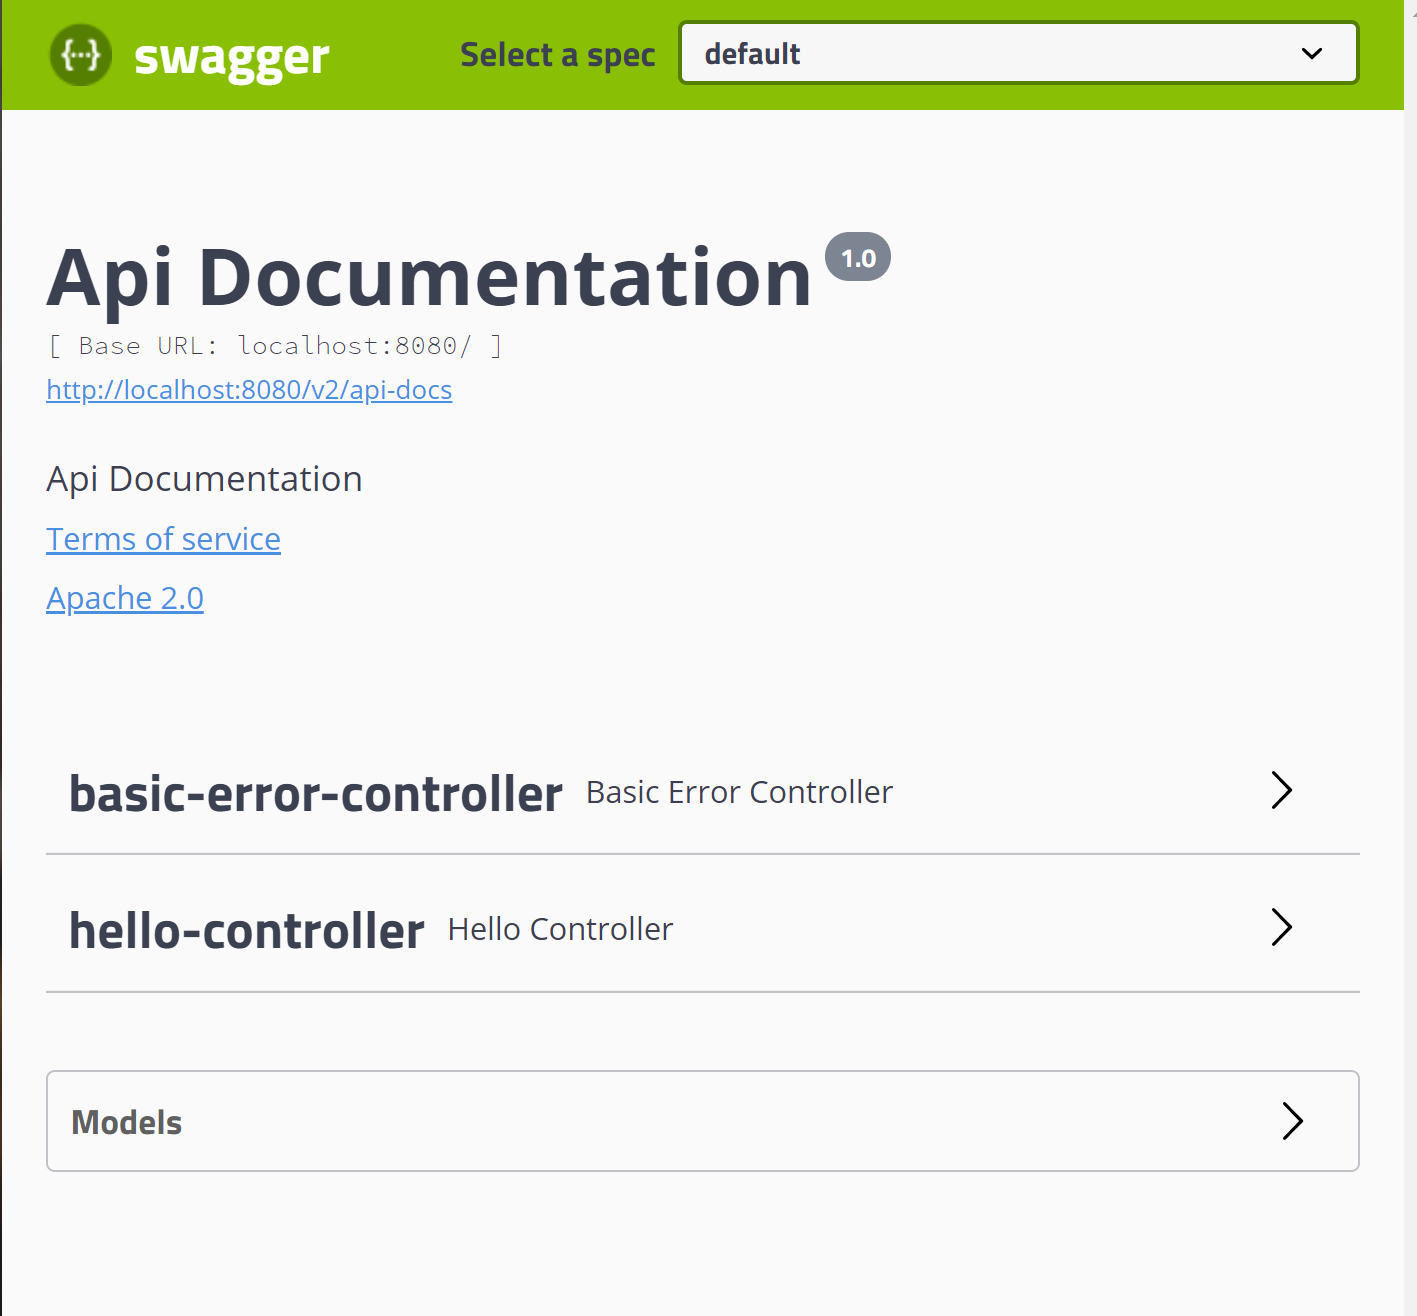 {...} swagger Select a spec default
Api Documentation 1.0
[ Base URL: localhost:8080/ ]
http://localhost:8080/v2/api-docs
Api Documentation
Terms of service
Apache 2.0
basic-error-controller Basic Error Controller
hello-controller Hello Controller
Models